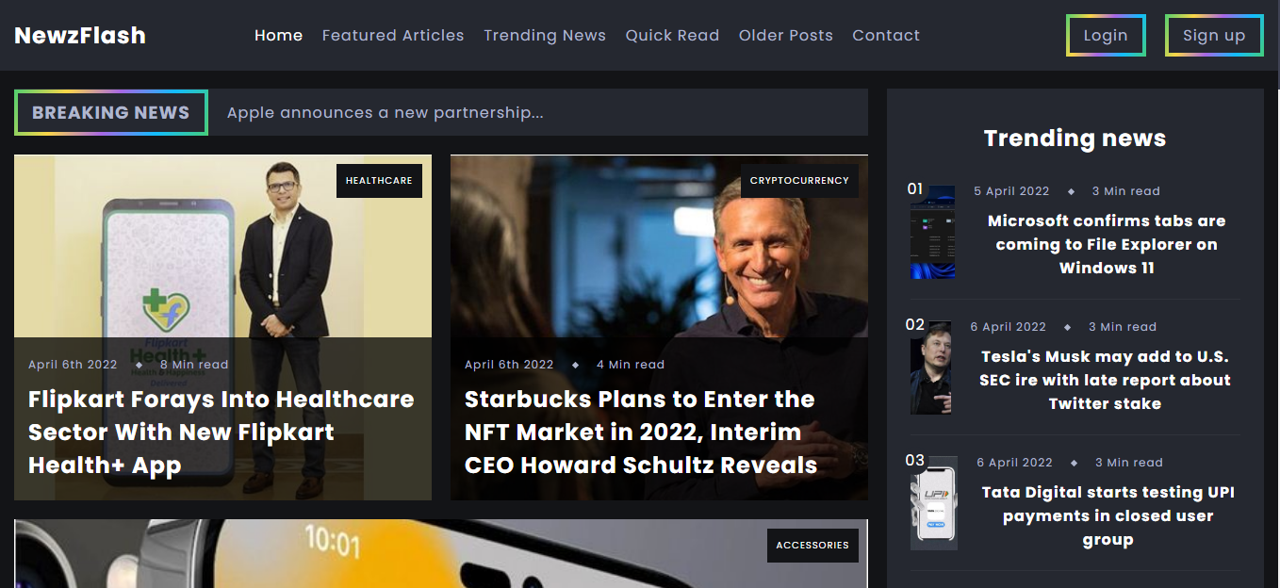 NewzFlash
Home Featured Articles Trending News Quick Read Older Posts Contact
Login Sign up
BREAKING NEWS Apple announces a new partnership...
HEALTHCARE
Flipkart
Health+
Health & Happiness
Delivered
April 6th 2022 ◆ 8 Min read
Flipkart Forays Into Healthcare
Sector With New Flipkart
Health+ App
CRYPTOCURRENCY
April 6th 2022 ◆ 4 Min read
Starbucks Plans to Enter the
NFT Market in 2022, Interim
CEO Howard Schultz Reveals
10:01
ACCESSORIES
Trending news
01
5 April 2022 ◆ 3 Min read
Microsoft confirms tabs are
coming to File Explorer on
Windows 11
02
6 April 2022 ◆ 3 Min read
Tesla's Musk may add to U.S.
SEC ire with late report about
Twitter stake
03
UPI
6 April 2022 ◆ 3 Min read
Tata Digital starts testing UPI
payments in closed user
group